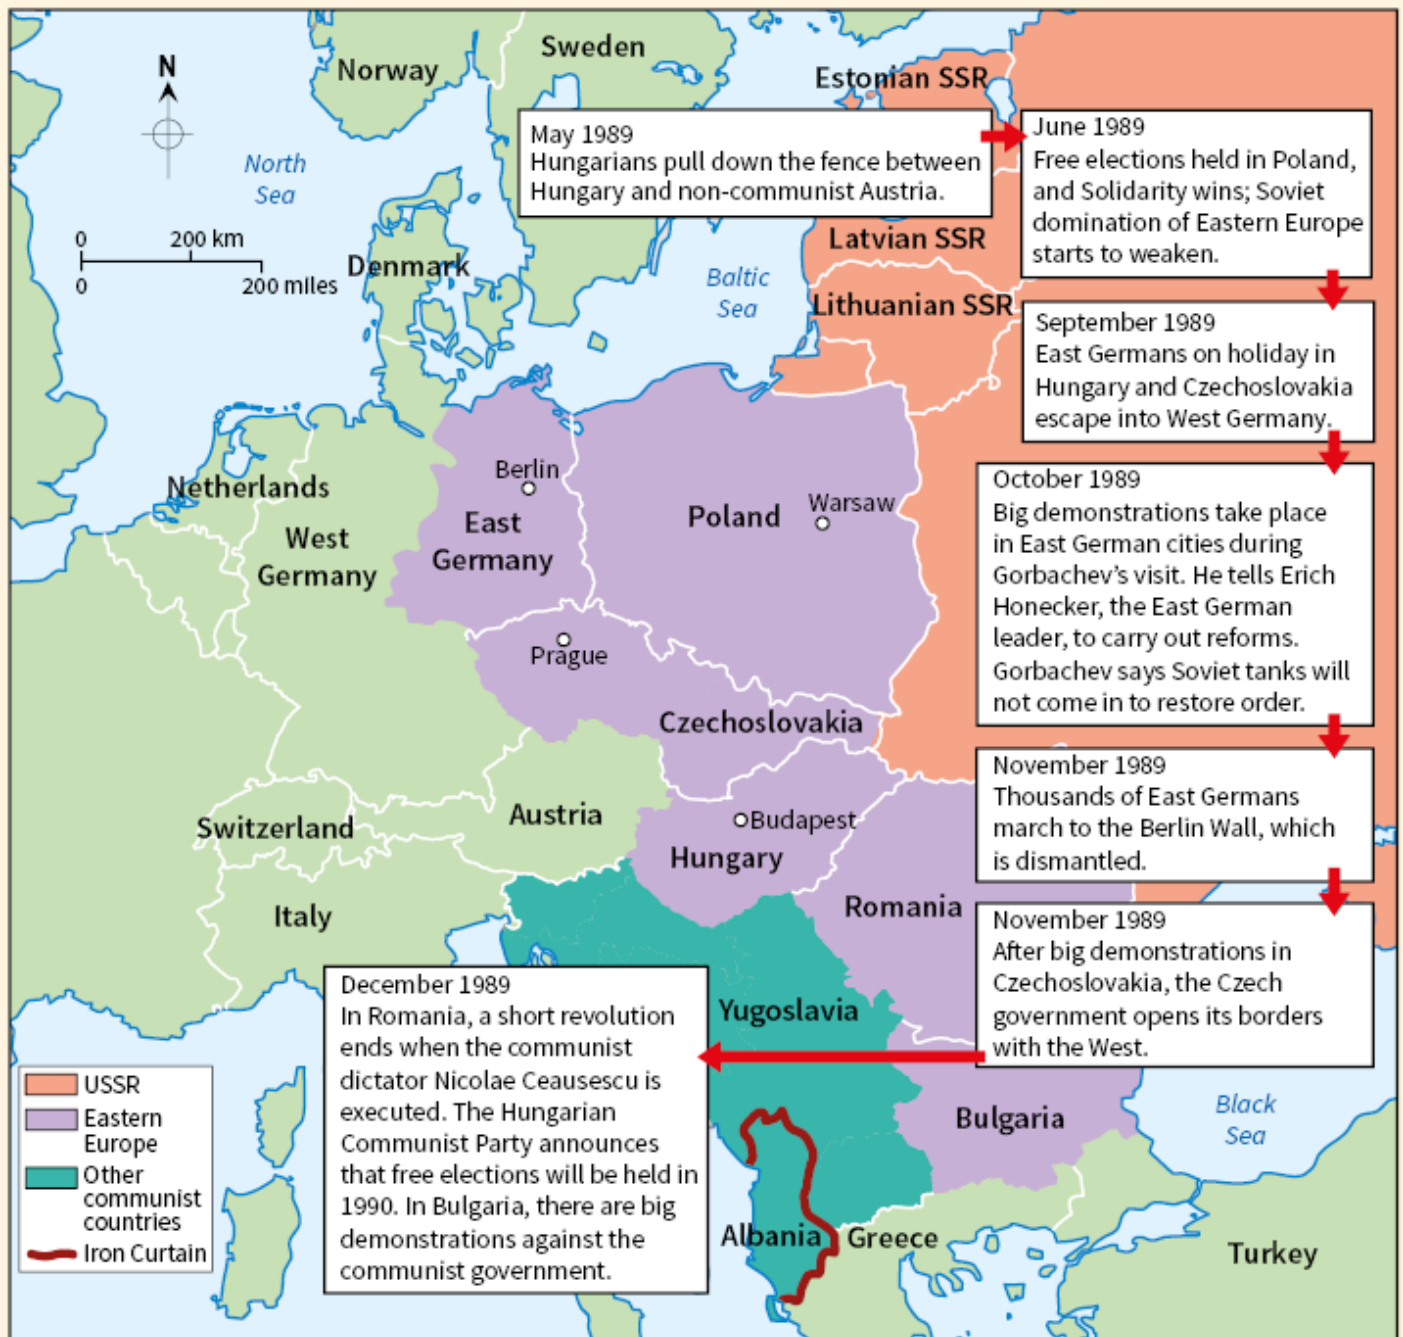 Sweden
Norway
Estonian SSR
N
North
Sea
May 1989
Hungarians pull down the fence between
Hungary and non-communist Austria.
June 1989
Free elections held in Poland,
and Solidarity wins; Soviet
domination of Eastern Europe
starts to weaken.
0 200 km
0 200 miles
Denmark
Latvian SSR
Baltic
Sea
Lithuanian SSR
September 1989
East Germans on holiday in
Hungary and Czechoslovakia
escape into West Germany.
Netherlands
West
Germany
Berlin
East
Germany
Poland
Warsaw
October 1989
Big demonstrations take place
in East German cities during
Gorbachev's visit. He tells Erich
Honecker, the East German
leader, to carry out reforms.
Gorbachev says Soviet tanks will
not come in to restore order.
Prague
Czechoslovakia
Switzerland
Austria
Budapest
Hungary
November 1989
Thousands of East Germans
march to the Berlin Wall, which
is dismantled.
Italy
Romania
November 1989
After big demonstrations in
Czechoslovakia, the Czech
government opens its borders
with the West.
Yugoslavia
December 1989
In Romania, a short revolution
ends when the communist
dictator Nicolae Ceausescu is
executed. The Hungarian
Communist Party announces
that free elections will be held in
1990. In Bulgaria, there are big
demonstrations against the
communist government.
USSR
Eastern
Europe
Other
communist
countries
Iron Curtain
Bulgaria
Black
Sea
Albania
Greece
Turkey